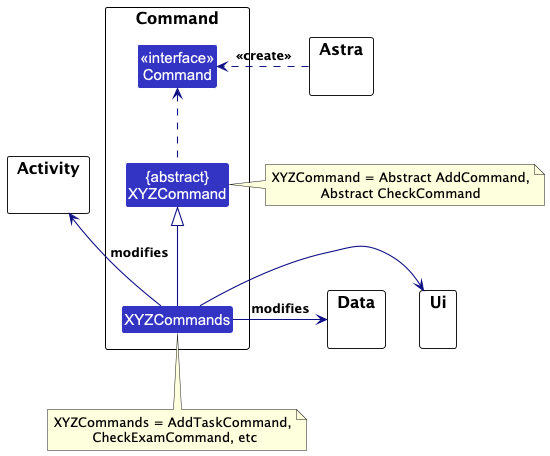 Command
«interface»
Command
«create»
Astra
Activity
{abstract}
XYZCommand
XYZCommand = Abstract AddCommand,
Abstract CheckCommand
modifies
XYZCommands
modifies
Data
Ui
XYZCommands = AddTaskCommand,
CheckExamCommand, etc